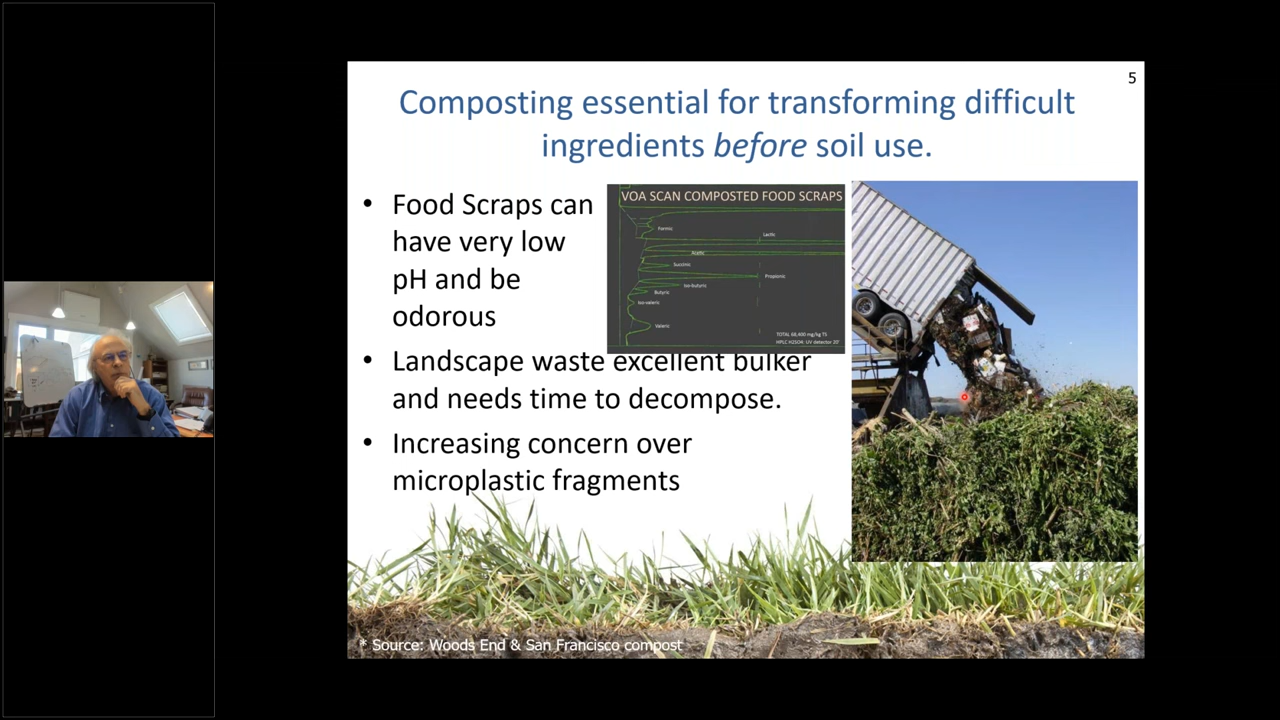 5
Composting essential for transforming difficult
ingredients before soil use.
• Food Scraps can
have very low
pH and be
odorous
VOA SCAN COMPOSTED FOOD SCRAPS
Formic
Lactic
Acetic
Succinic
Propionic
Iso-butyric
Butyric
Iso-valeric
Valeric
TOTAL 68,400 mg/kg TS
HPLC H2SO4- UV detector 20'
• Landscape waste excellent bulker
and needs time to decompose.
• Increasing concern over
microplastic fragments
* Source: Woods End & San Francisco compost